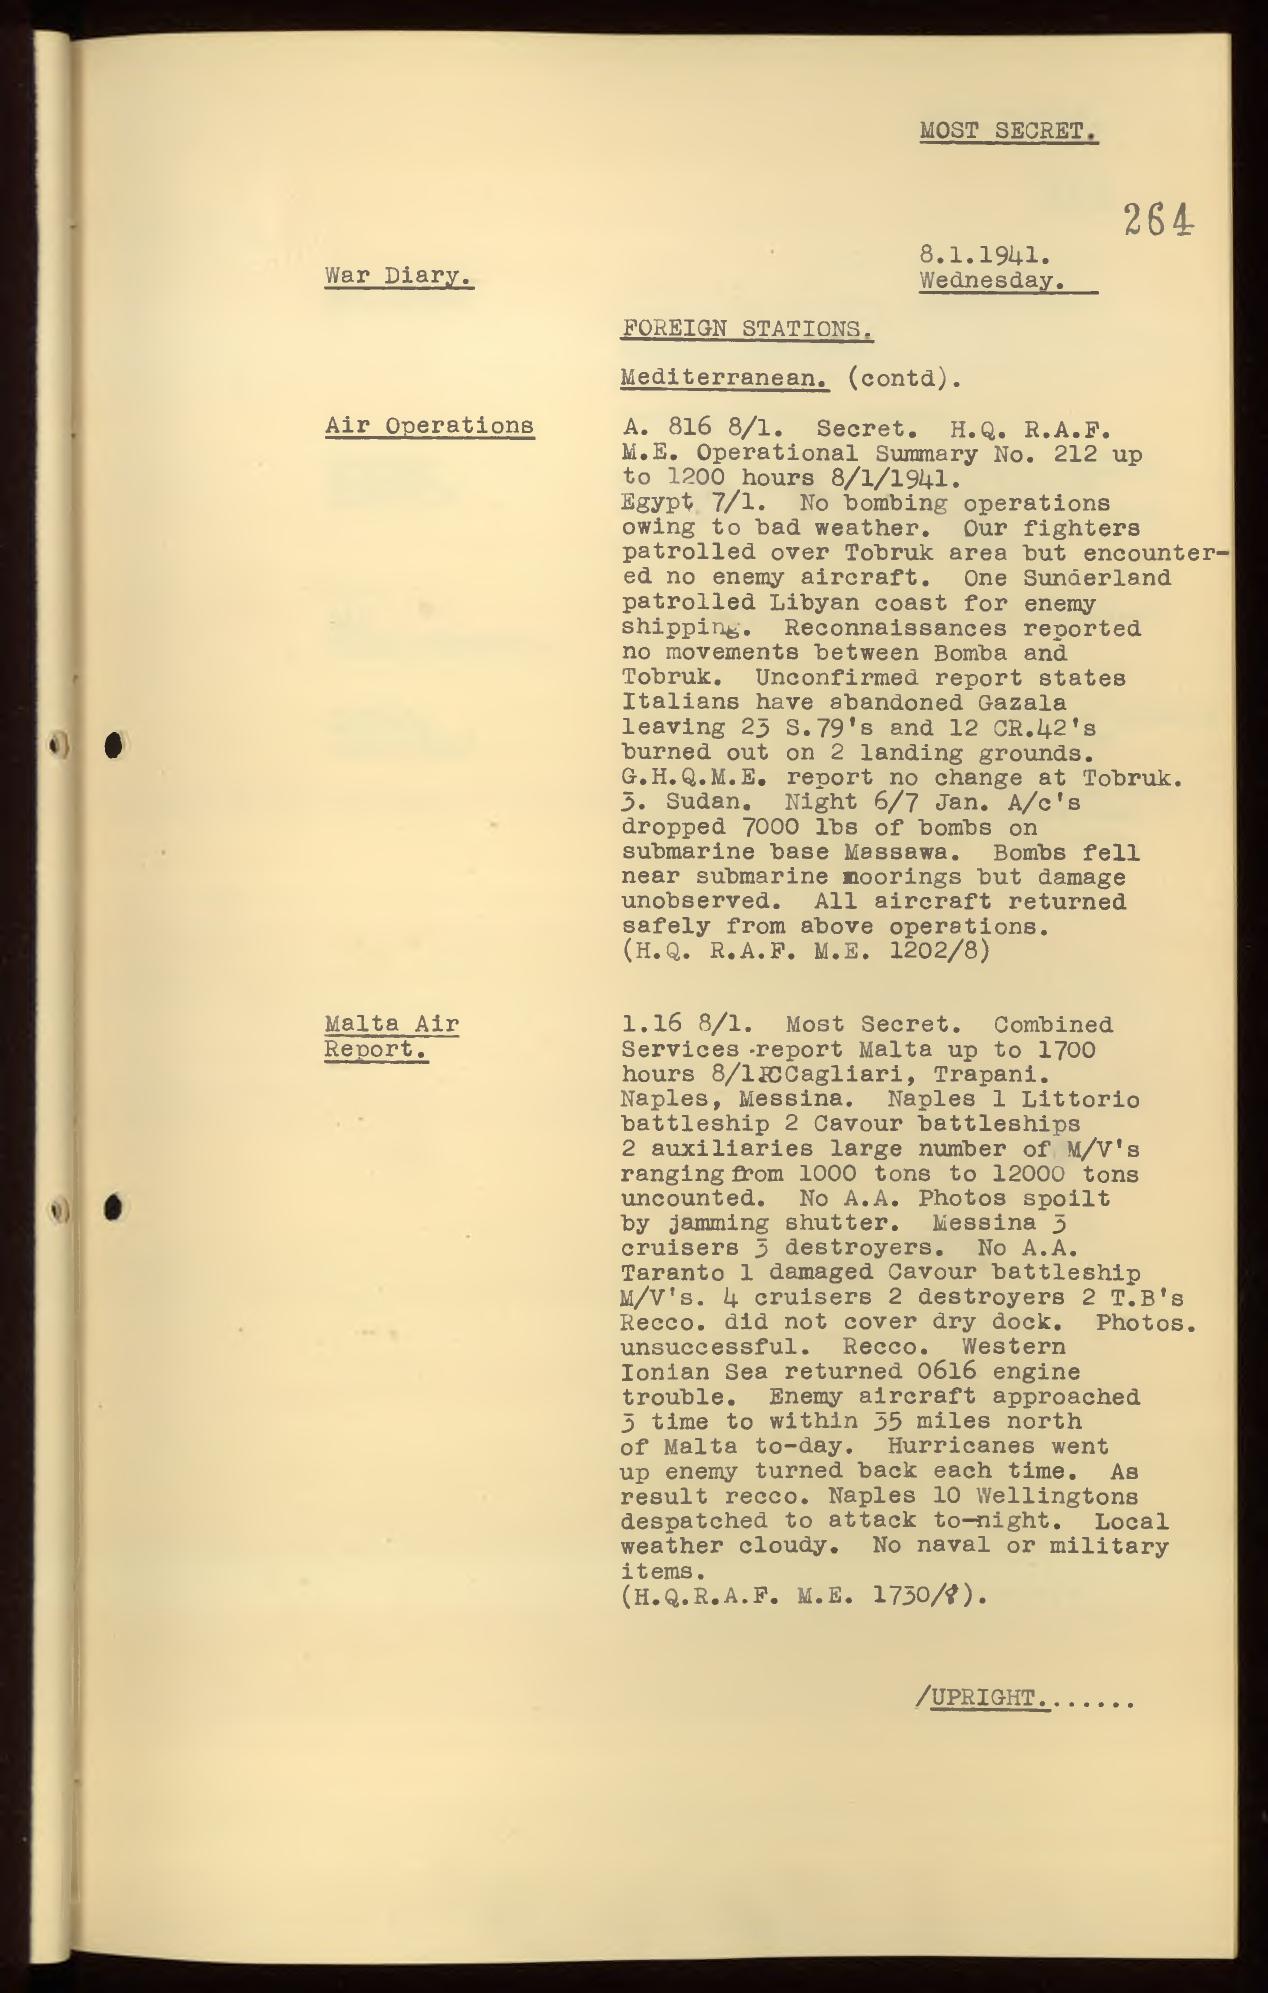 MOST SECRET.
264
8.1.1941.
War Diary.
Wednesday.
FOREIGN STATIONS.
Mediterranean. (contd).
Air Operations
A. 816 8/1. Secret. H.Q. R.A.F.
M.E. Operational Summary No. 212 up
to 1200 hours 8/1/1941.
Egypt 7/1. No bombing operations
owing to bad weather. Our fighters
patrolled over Tobruk area but encounter-
ed no enemy aircraft. One Sunderland
patrolled Libyan coast for enemy
shipping. Reconnaissances reported
no movements between Bomba and
Tobruk. Unconfirmed report states
Italians have abandoned Gazala
leaving 23 S.79's and 12 CR.42's
burned out on 2 landing grounds.
G.H.Q.M.E. report no change at Tobruk.
3. Sudan. Night 6/7 Jan. A/c's
dropped 7000 lbs of bombs on
submarine base Massawa. Bombs fell
near submarine moorings but damage
unobserved. All aircraft returned
safely from above operations.
(H.Q. R.A.F. M.E. 1202/8)
Malta Air
Report.
1.16 8/1. Most Secret. Combined
Services report Malta up to 1700
hours 8/1 Cagliari, Trapani.
Naples, Messina. Naples 1 Littorio
battleship 2 Cavour battleships
2 auxiliaries large number of M/V's
ranging from 1000 tons to 12000 tons
uncounted. No A.A. Photos spoilt
by jamming shutter. Messina 3
cruisers 3 destroyers. No A.A.
Taranto 1 damaged Cavour battleship
M/V's. 4 cruisers 2 destroyers 2 T.B's
Recco. did not cover dry dock. Photos.
unsuccessful. Recco. Western
Ionian Sea returned 0616 engine
trouble. Enemy aircraft approached
3 time to within 35 miles north
of Malta to-day. Hurricanes went
up enemy turned back each time. As
result recco. Naples 10 Wellingtons
despatched to attack to-night. Local
weather cloudy. No naval or military
items.
(H.Q.R.A.F. M.E. 1730/8).
/UPRIGHT.......